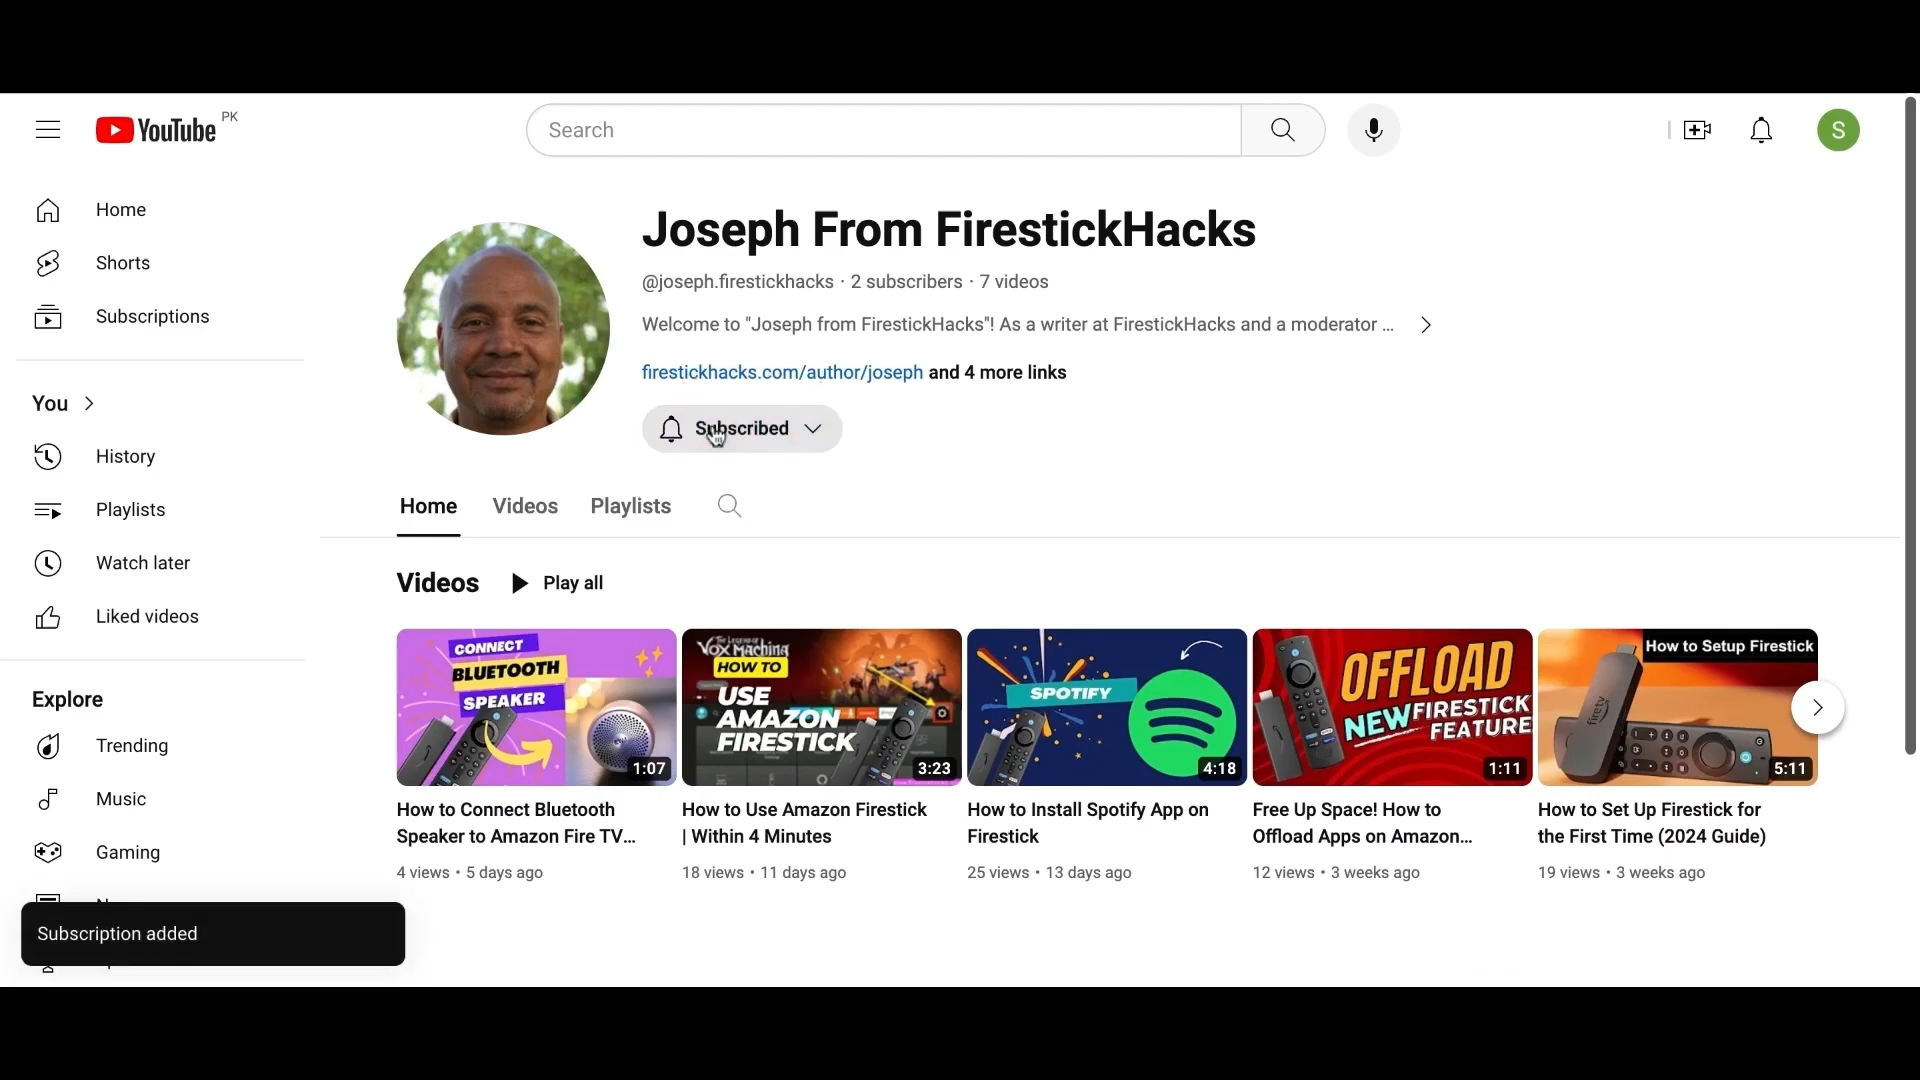 YouTube PK
Search
S
Home
Shorts
Subscriptions
You
History
Playlists
Watch later
Liked videos
Explore
Trending
Music
Gaming
Subscription added
Joseph From FirestickHacks
@joseph.firestickhacks · 2 subscribers · 7 videos
Welcome to "Joseph from FirestickHacks"! As a writer at FirestickHacks and a moderator ...
firestickhacks.com/author/joseph and 4 more links
Subscribed
Home Videos Playlists
Videos Play all
CONNECT
BLUETOOTH
SPEAKER
1:07
How to Connect Bluetooth
Speaker to Amazon Fire TV...
4 views • 5 days ago
THE LEGEND OF
VOX MACHINA
HOW TO
USE
AMAZON
FIRESTICK
3:23
How to Use Amazon Firestick
| Within 4 Minutes
18 views • 11 days ago
SPOTIFY
4:18
How to Install Spotify App on
Firestick
25 views • 13 days ago
OFFLOAD
NEW FIRESTICK
FEATURE
1:11
Free Up Space! How to
Offload Apps on Amazon...
12 views • 3 weeks ago
How to Setup Firestick
firetv
5:11
How to Set Up Firestick for
the First Time (2024 Guide)
19 views • 3 weeks ago